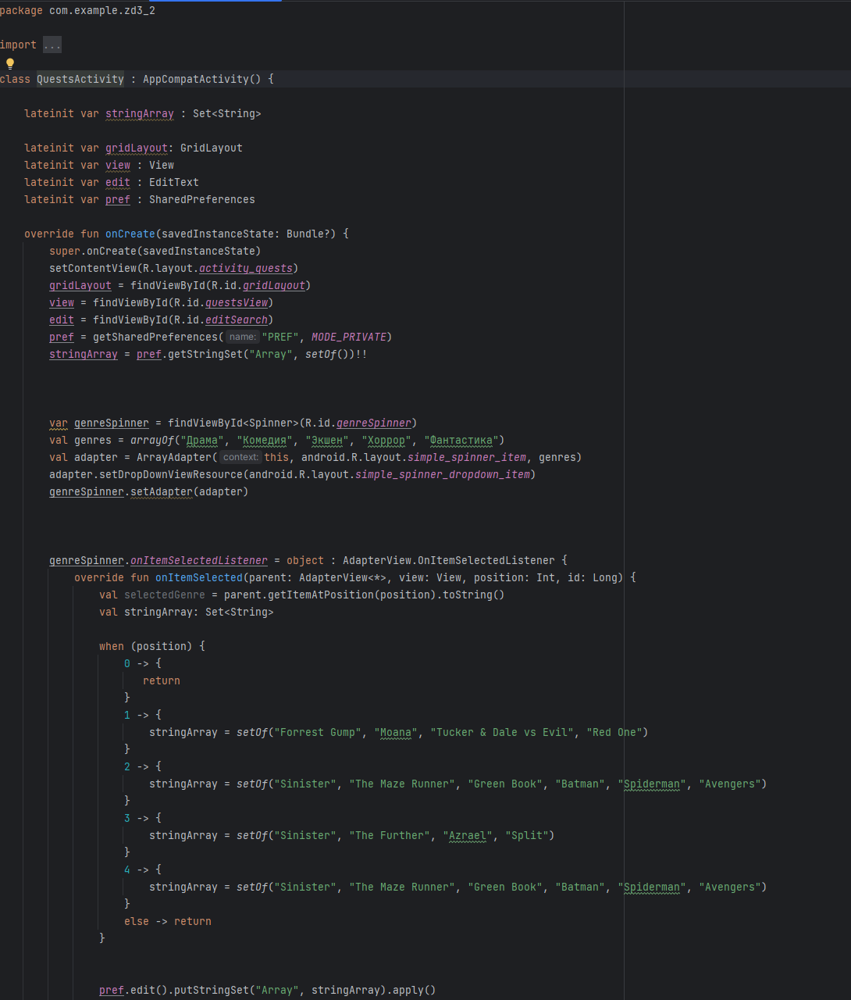 package com.example.zd3_2
import ...
class QuestsActivity : AppCompatActivity() {
lateinit var stringArray : Set<String>
lateinit var gridLayout: GridLayout
lateinit var view : View
lateinit var edit : EditText
lateinit var pref : SharedPreferences
override fun onCreate(savedInstanceState: Bundle?) {
super.onCreate(savedInstanceState)
setContentView(R.layout.activity_quests)
gridLayout = findViewById(R.id.gridLayout)
view = findViewById(R.id.questsView)
edit = findViewById(R.id.editSearch)
pref = getSharedPreferences( name: "PREF", MODE_PRIVATE)
stringArray = pref.getStringSet("Array", setOf())!!
var genreSpinner = findViewById<Spinner>(R.id.genreSpinner)
val genres = arrayOf("Драма", "Комедия", "Экшен", "Хоррор", "Фантастика")
val adapter = ArrayAdapter( context: this, android.R.layout.simple_spinner_item, genres)
adapter.setDropDownViewResource(android.R.layout.simple_spinner_dropdown_item)
genreSpinner.setAdapter(adapter)
genreSpinner.onItemSelectedListener = object : AdapterView.OnItemSelectedListener {
override fun onItemSelected(parent: AdapterView<*>, view: View, position: Int, id: Long) {
val selectedGenre = parent.getItemAtPosition(position).toString()
val stringArray: Set<String>
when (position) {
0 -> {
return
}
1 -> {
stringArray = setOf("Forrest Gump", "Moana", "Tucker & Dale vs Evil", "Red One")
}
2 -> {
stringArray = setOf("Sinister", "The Maze Runner", "Green Book", "Batman", "Spiderman", "Avengers")
}
3 -> {
stringArray = setOf("Sinister", "The Further", "Azrael", "Split")
}
4 -> {
stringArray = setOf("Sinister", "The Maze Runner", "Green Book", "Batman", "Spiderman", "Avengers")
}
else -> return
}
pref.edit().putStringSet("Array", stringArray).apply()